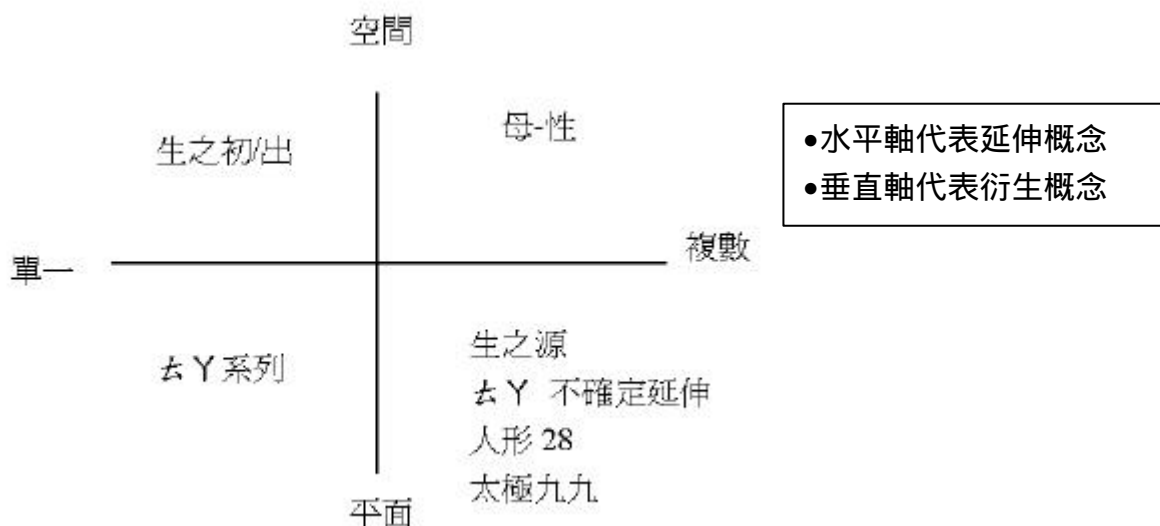 空間
母-性
生之初/出
•水平軸代表延伸概念
•垂直軸代表衍生概念
單一
複數
ㄊㄚ系列
生之源
ㄊㄚ 不確定延伸
人形 28
太極九九
平面